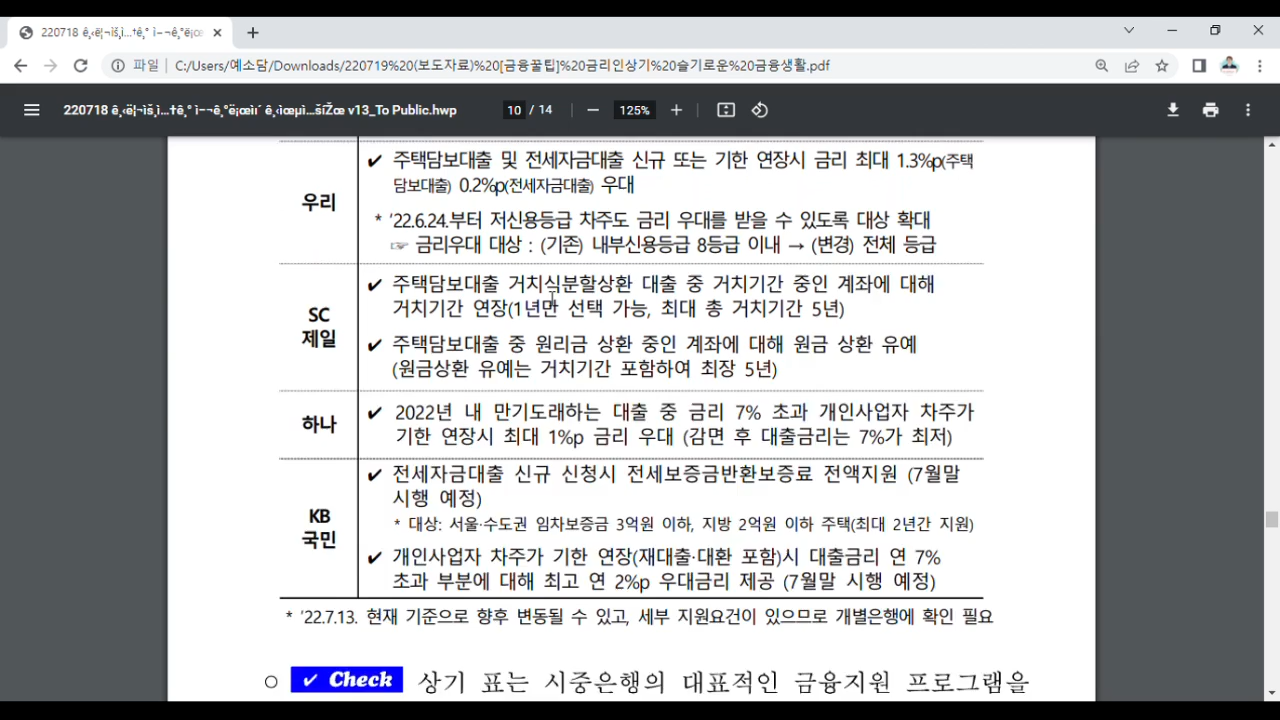 220718 ê¸‹ë¦¬ìš¸ì…†ê¸° ì−¬ê¸°ë¡œ
파일 C:/Users/예소담/Downloads/220719%20(보도자료)%20[금융꿀팁]%20금리인상기%20슬기로운%20금융생활.pdf
v13_To Public.hwp
10 / 14
125%
우리
✔ 주택담보대출 및 전세자금대출 신규 또는 기한 연장시 금리 최대 1.3%p(주택
담보대출) 0.2%p(전세자금대출) 우대
* ’22.6.24.부터 저신용등급 차주도 금리 우대를 받을 수 있도록 대상 확대
☞ 금리우대 대상 : (기존) 내부신용등급 8등급 이내 → (변경) 전체 등급
SC
제일
✔ 주택담보대출 거치식분할상환 대출 중 거치기간 중인 계좌에 대해
거치기간 연장(1년만 선택 가능, 최대 총 거치기간 5년)
✔ 주택담보대출 중 원리금 상환 중인 계좌에 대해 원금 상환 유예
(원금상환 유예는 거치기간 포함하여 최장 5년)
하나
✔ 2022년 내 만기도래하는 대출 중 금리 7% 초과 개인사업자 차주가
기한 연장시 최대 1%p 금리 우대 (감면 후 대출금리는 7%가 최저)
KB
국민
✔ 전세자금대출 신규 신청시 전세보증금반환보증료 전액지원 (7월말
시행 예정)
* 대상: 서울·수도권 임차보증금 3억원 이하, 지방 2억원 이하 주택(최대 2년간 지원)
✔ 개인사업자 차주가 기한 연장(재대출·대환 포함)시 대출금리 연 7%
초과 부분에 대해 최고 연 2%p 우대금리 제공 (7월말 시행 예정)
* ’22.7.13. 현재 기준으로 향후 변동될 수 있고, 세부 지원요건이 있으므로 개별은행에 확인 필요
○ ✔ Check 상기 표는 시중은행의 대표적인 금융지원 프로그램을